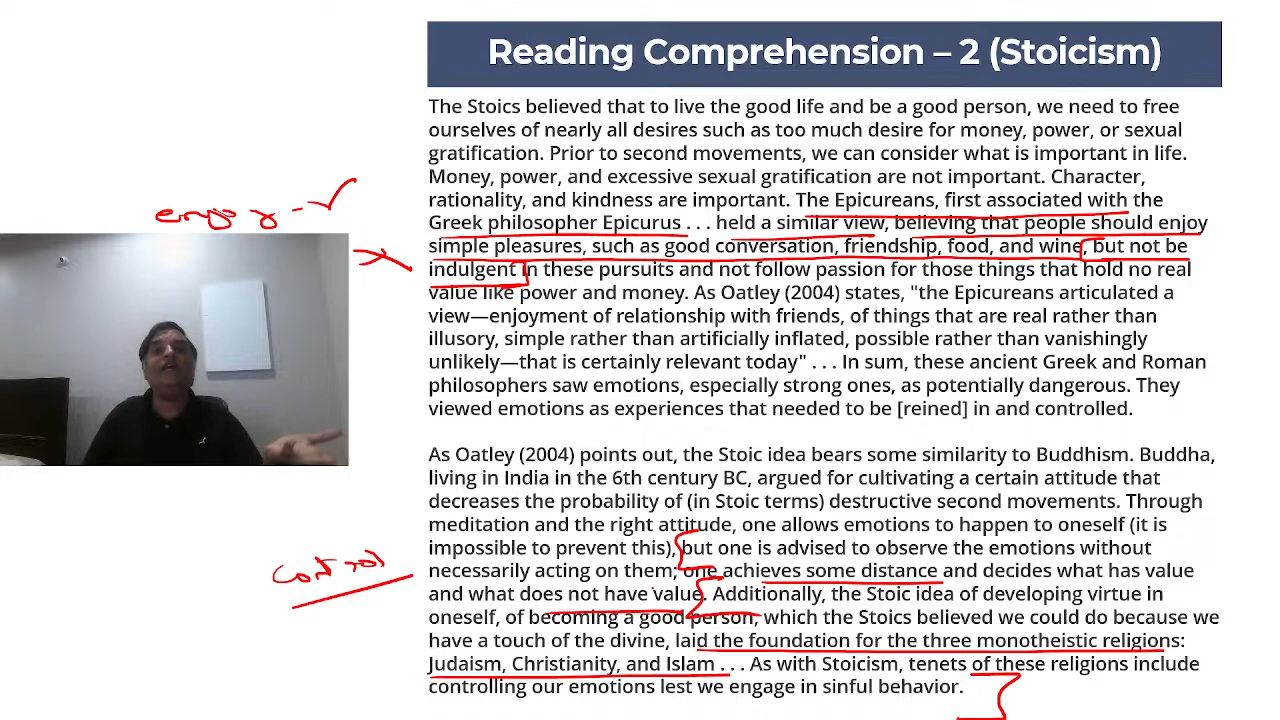 Reading Comprehension – 2 (Stoicism)
The Stoics believed that to live the good life and be a good person, we need to free
ourselves of nearly all desires such as too much desire for money, power, or sexual
gratification. Prior to second movements, we can consider what is important in life.
Money, power, and excessive sexual gratification are not important. Character,
rationality, and kindness are important. The Epicureans, first associated with the
Greek philosopher Epicurus . . . held a similar view, believing that people should enjoy
simple pleasures, such as good conversation, friendship, food, and wine, but not be
indulgent in these pursuits and not follow passion for those things that hold no real
value like power and money. As Oatley (2004) states, "the Epicureans articulated a
view—enjoyment of relationship with friends, of things that are real rather than
illusory, simple rather than artificially inflated, possible rather than vanishingly
unlikely—that is certainly relevant today" . . . In sum, these ancient Greek and Roman
philosophers saw emotions, especially strong ones, as potentially dangerous. They
viewed emotions as experiences that needed to be [reined] in and controlled.
As Oatley (2004) points out, the Stoic idea bears some similarity to Buddhism. Buddha,
living in India in the 6th century BC, argued for cultivating a certain attitude that
decreases the probability of (in Stoic terms) destructive second movements. Through
meditation and the right attitude, one allows emotions to happen to oneself (it is
impossible to prevent this), but one is advised to observe the emotions without
necessarily acting on them; one achieves some distance and decides what has value
and what does not have value. Additionally, the Stoic idea of developing virtue in
oneself, of becoming a good person, which the Stoics believed we could do because we
have a touch of the divine, laid the foundation for the three monotheistic religions:
Judaism, Christianity, and Islam . . . As with Stoicism, tenets of these religions include
controlling our emotions lest we engage in sinful behavior.
enjoy
control